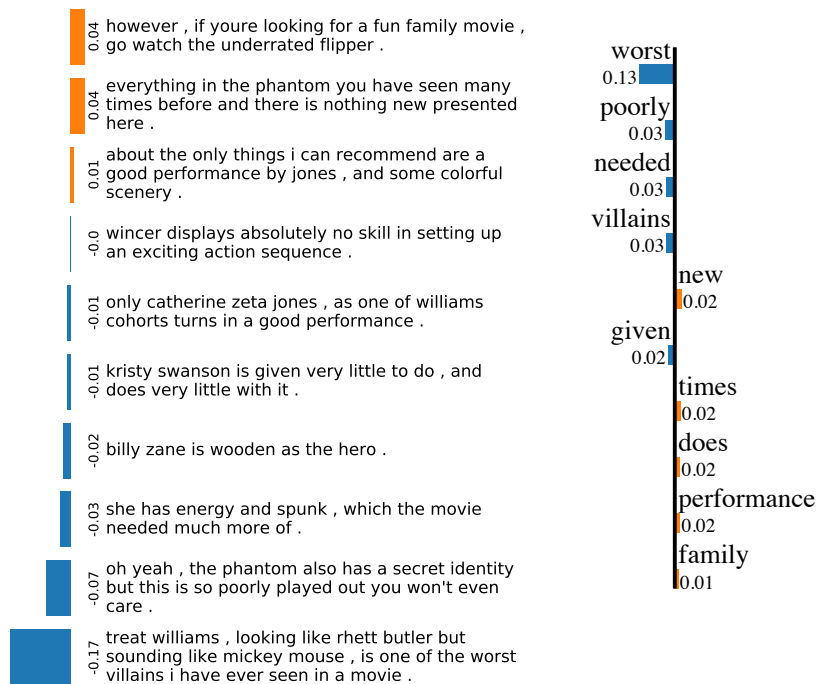 0.04
however , if youre looking for a fun family movie ,
go watch the underrated flipper .
0.04
everything in the phantom you have seen many
times before and there is nothing new presented
here .
0.01
about the only things i can recommend are a
good performance by jones , and some colorful
scenery .
-0.0
wincer displays absolutely no skill in setting up
an exciting action sequence .
-0.01
only catherine zeta jones , as one of williams
cohorts turns in a good performance .
-0.01
kristy swanson is given very little to do , and
does very little with it .
-0.02
billy zane is wooden as the hero .
-0.03
she has energy and spunk , which the movie
needed much more of .
-0.07
oh yeah , the phantom also has a secret identity
but this is so poorly played out you won't even
care .
-0.17
treat williams , looking like rhett butler but
sounding like mickey mouse , is one of the worst
villains i have ever seen in a movie .
worst
0.13
poorly
0.03
needed
0.03
villains
0.03
new
0.02
given
0.02
times
0.02
does
0.02
performance
0.02
family
0.01